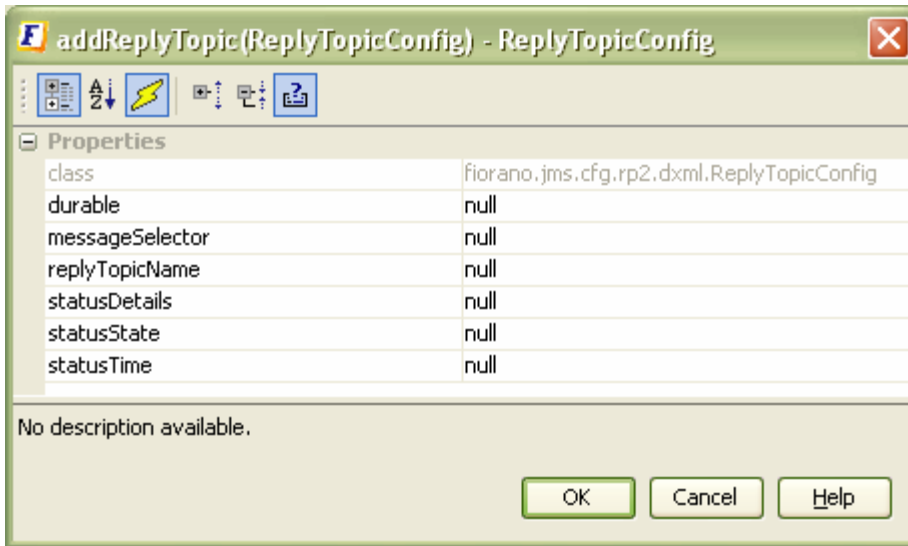 addReplyTopic(ReplyTopicConfig) - ReplyTopicConfig
Properties
class fiorano.jms.cfg.rp2.dxml.ReplyTopicConfig
durable null
messageSelector null
replyTopicName null
statusDetails null
statusState null
statusTime null
No description available.
OK Cancel Help